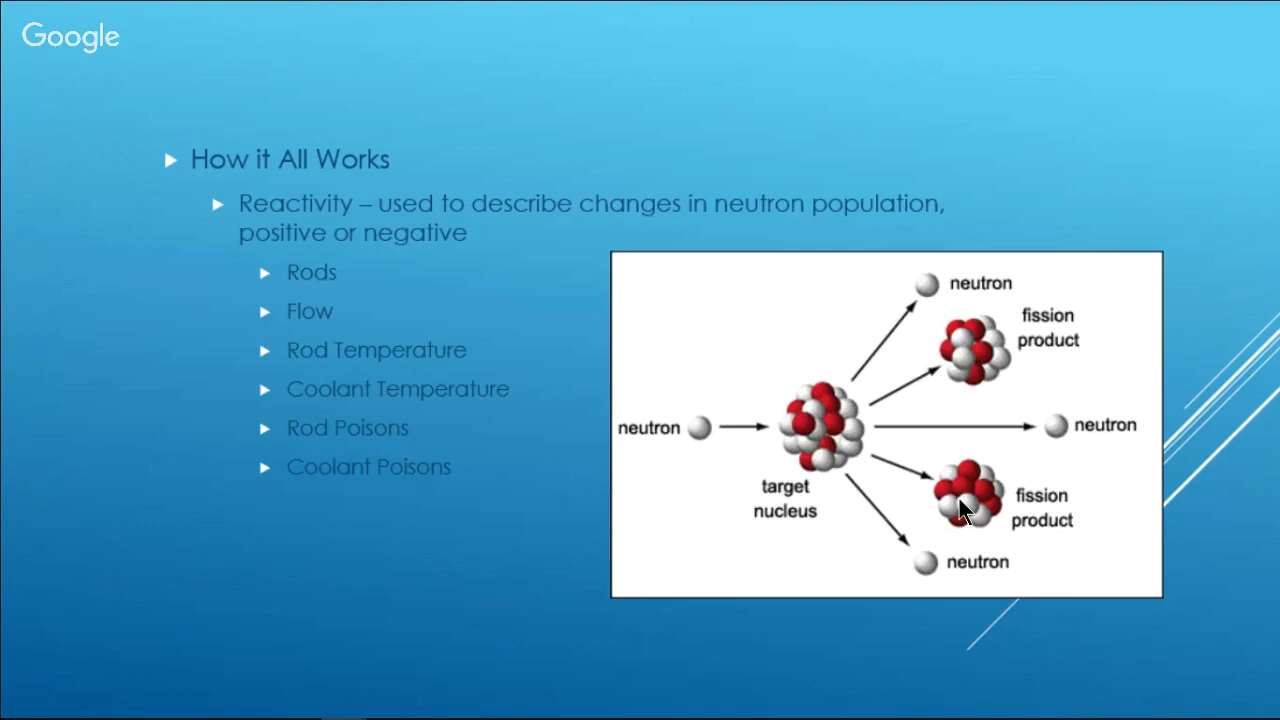 Google
How it All Works
Reactivity – used to describe changes in neutron population,
positive or negative
Rods
Flow
Rod Temperature
Coolant Temperature
Rod Poisons
Coolant Poisons
neutron
fission
product
neutron
neutron
target
nucleus
fission
product
neutron